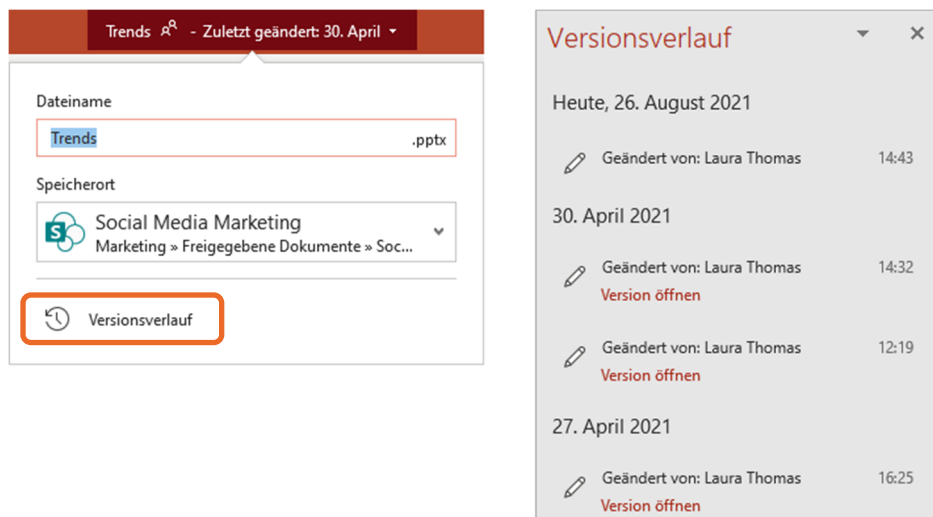 Trends - Zuletzt geändert: 30. April
Dateiname
Trends .pptx
Speicherort
S
Social Media Marketing
Marketing » Freigegebene Dokumente » Soc...
Versionsverlauf
Versionsverlauf
Heute, 26. August 2021
Geändert von: Laura Thomas 14:43
30. April 2021
Geändert von: Laura Thomas 14:32
Version öffnen
Geändert von: Laura Thomas 12:19
Version öffnen
27. April 2021
Geändert von: Laura Thomas 16:25
Version öffnen